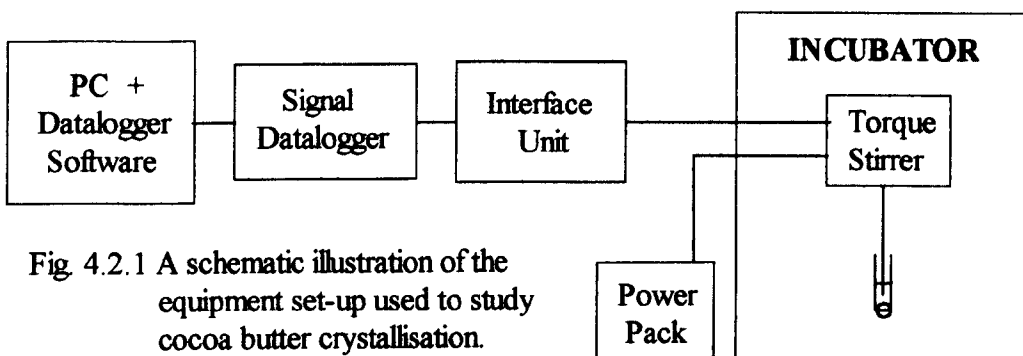 PC +
Datalogger
Software
Signal
Datalogger
Interface
Unit
INCUBATOR
Torque
Stirrer
Power
Pack
Fig. 4.2.1 A schematic illustration of the
equipment set-up used to study
cocoa butter crystallisation.